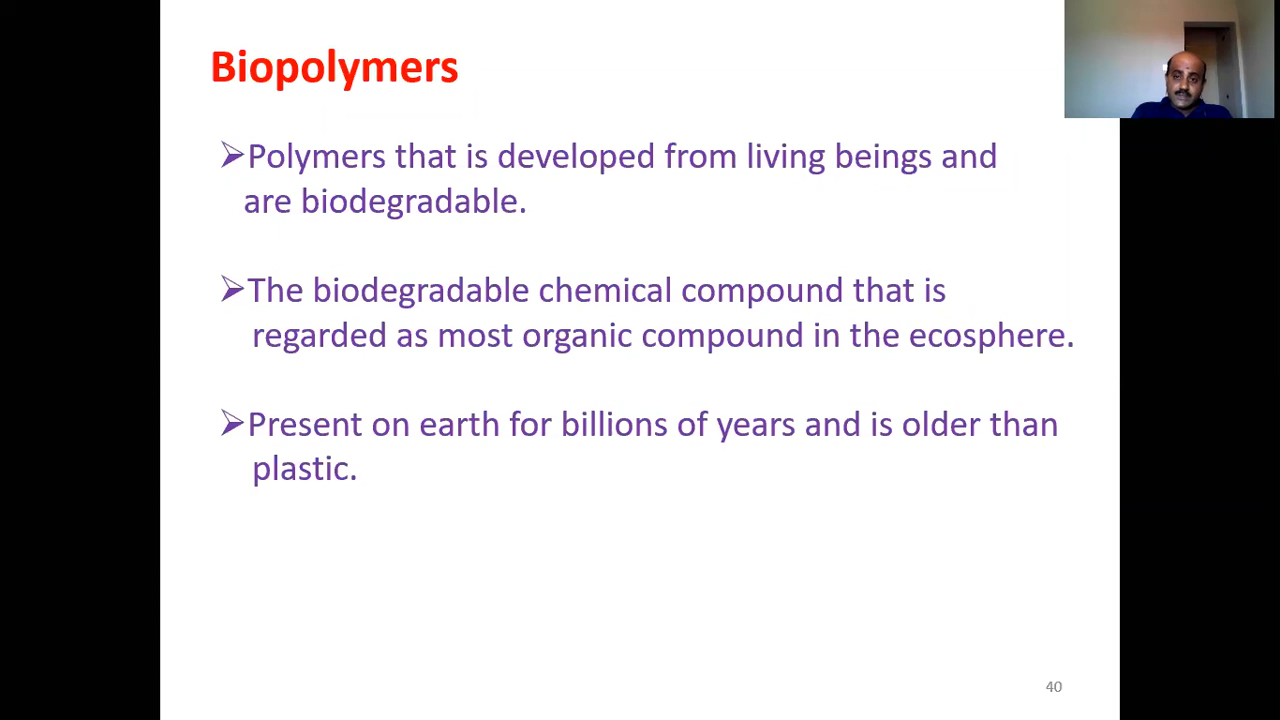 Biopolymers
➢Polymers that is developed from living beings and
are biodegradable.
➢The biodegradable chemical compound that is
regarded as most organic compound in the ecosphere.
➢Present on earth for billions of years and is older than
plastic.
40